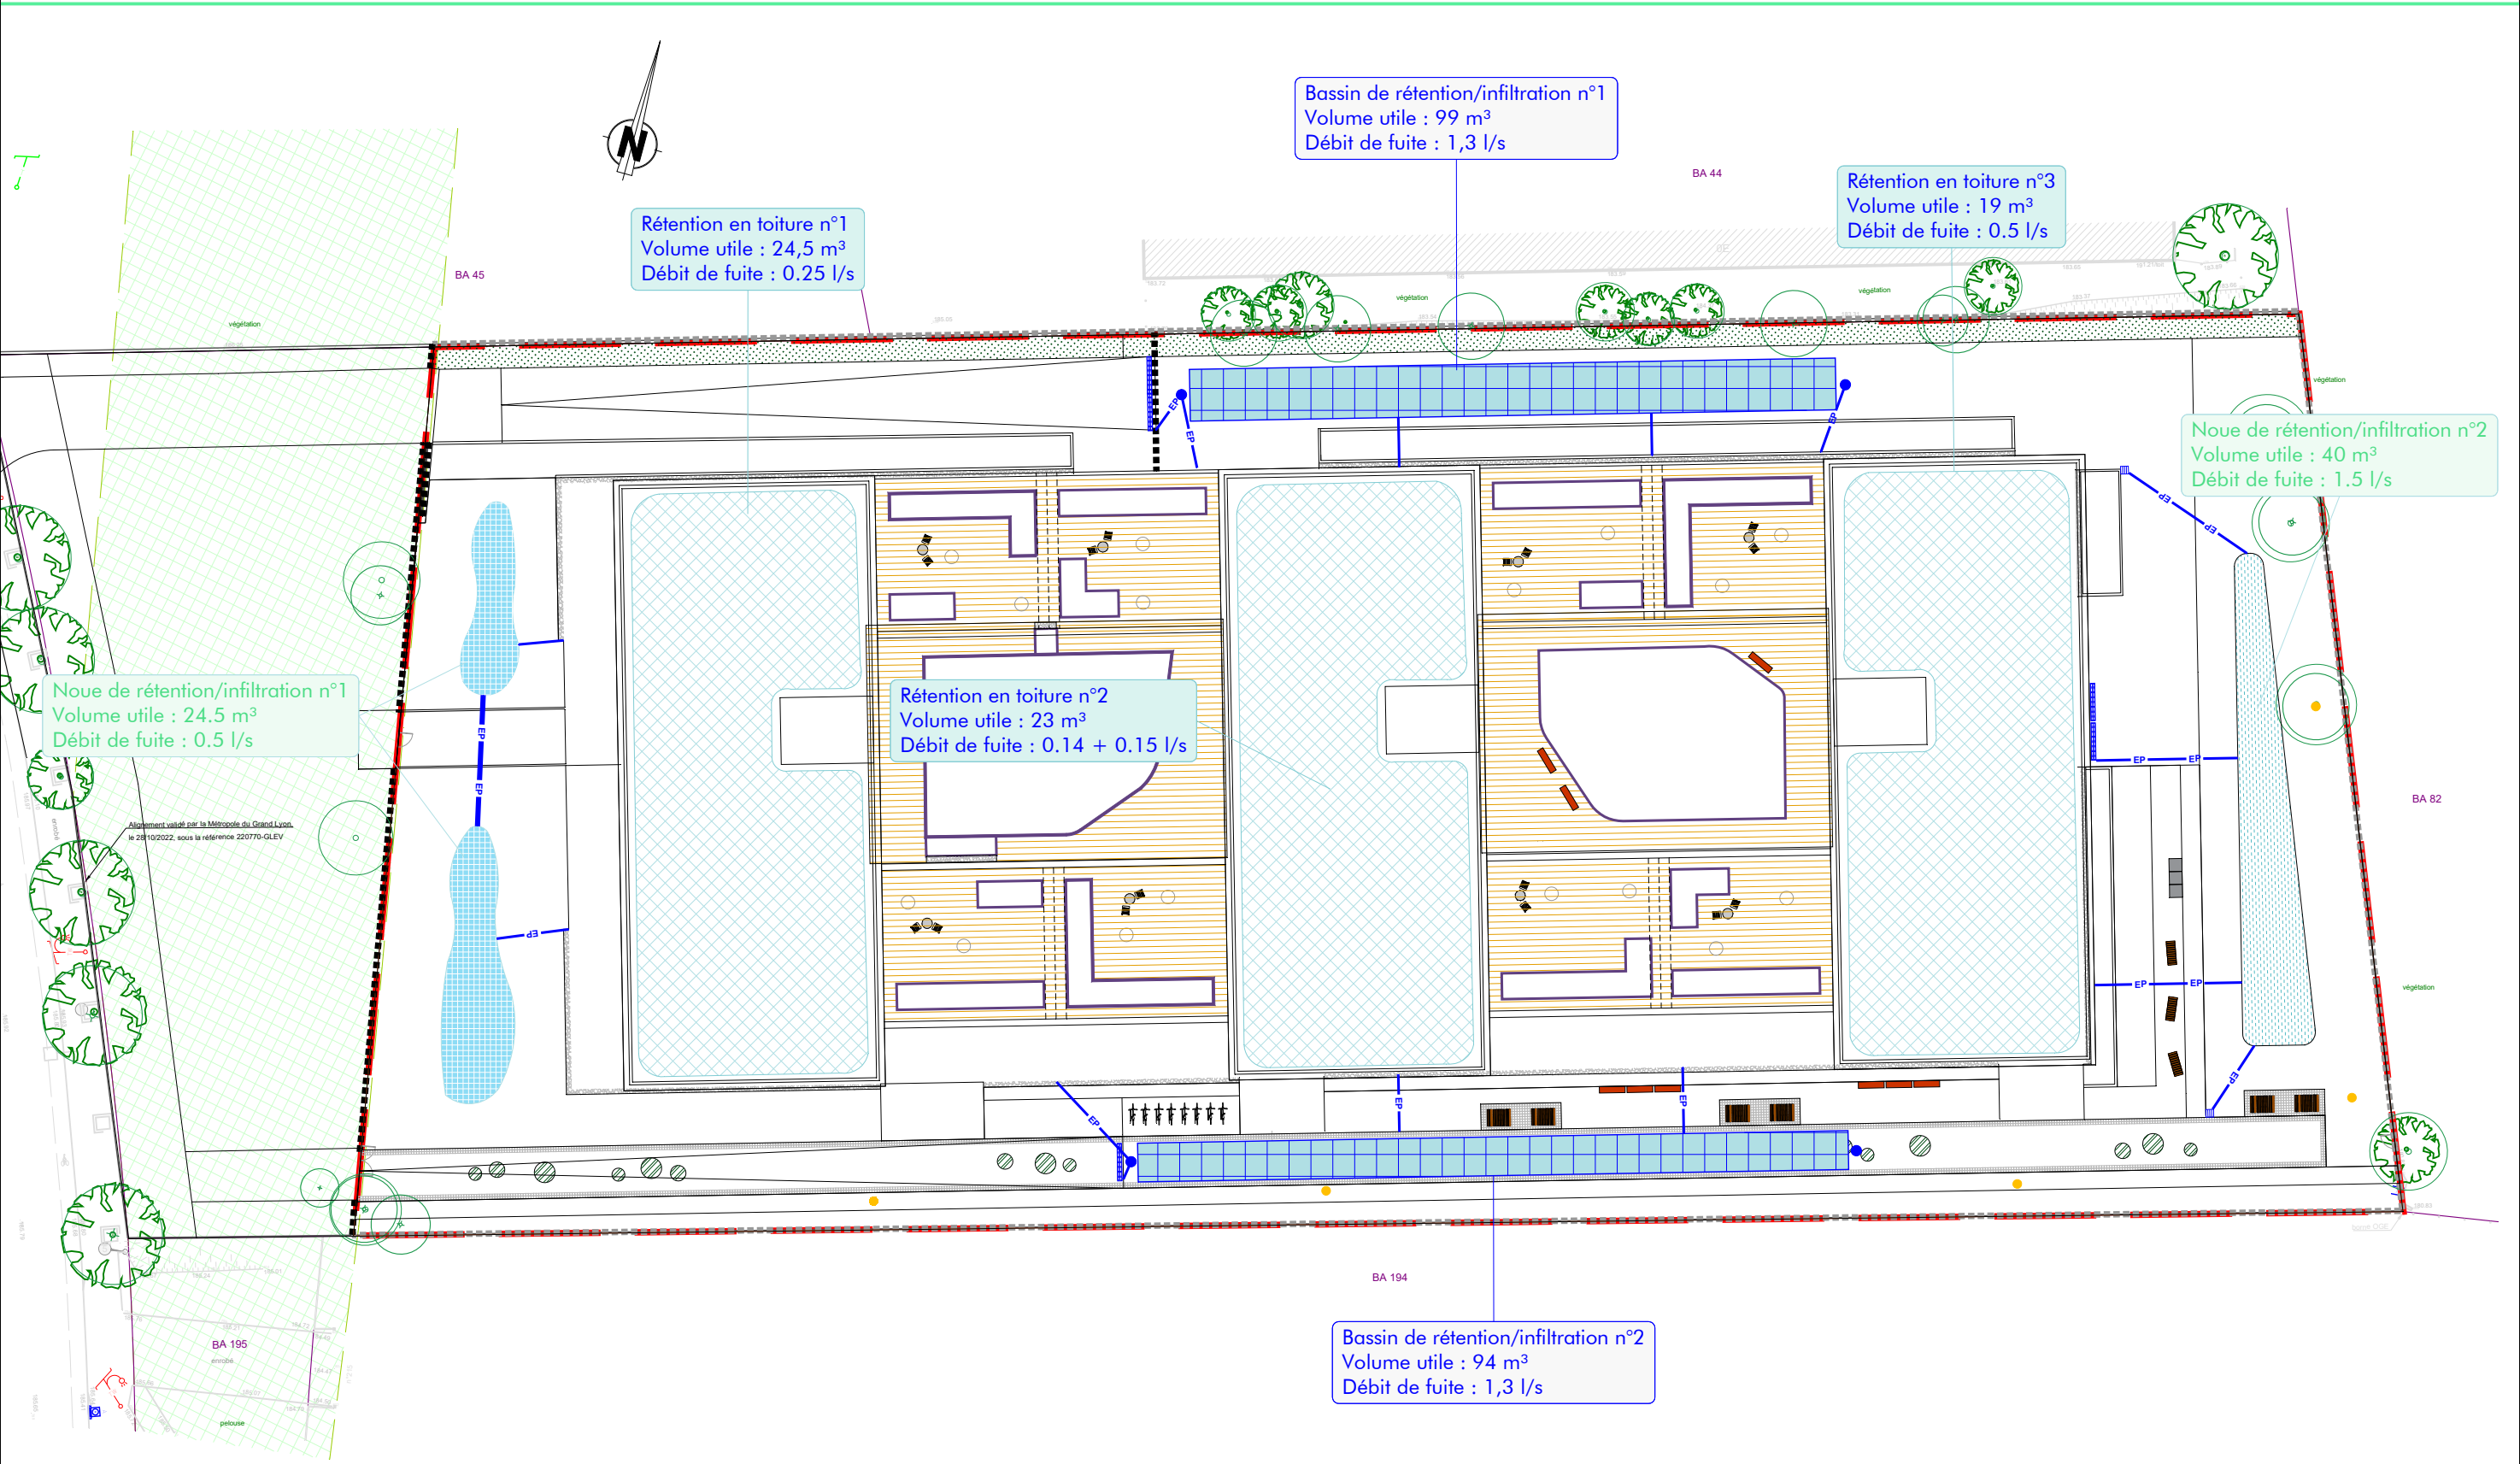 Bassin de rétention/infiltration n°1
Volume utile : 99 m³
Débit de fuite : 1,3 l/s
N
BA 44
Rétention en toiture n°3
Volume utile : 19 m³
Débit de fuite : 0.5 l/s
Rétention en toiture n°1
Volume utile : 24,5 m³
Débit de fuite : 0.25 l/s
BA 45
végétation
végétation
végétation
végétation
Noue de rétention/infiltration n°2
Volume utile : 40 m³
Débit de fuite : 1.5 l/s
EP
EP
EP
EP
EP
Noue de rétention/infiltration n°1
Volume utile : 24.5 m³
Débit de fuite : 0.5 l/s
Rétention en toiture n°2
Volume utile : 23 m³
Débit de fuite : 0.14 + 0.15 l/s
EP
EP
EP
EP
BA 82
Alignement validé par la Métropole du Grand Lyon,
le 28/10/2022, sous la référence 220770-GLEV
EP
EP
EP
végétation
EP
EP
EP
EP
BA 194
BA 195
enrobé
Bassin de rétention/infiltration n°2
Volume utile : 94 m³
Débit de fuite : 1,3 l/s
pelouse